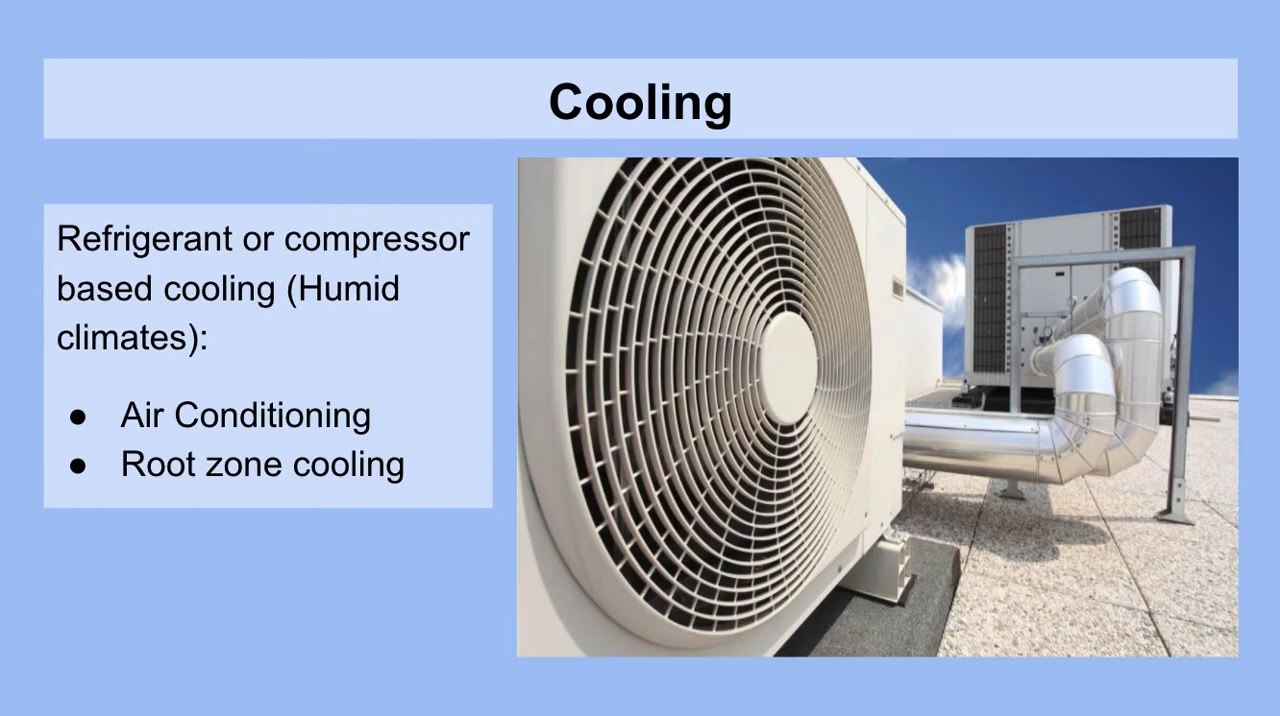 Cooling
Refrigerant or compressor
based cooling (Humid
climates):
● Air Conditioning
● Root zone cooling